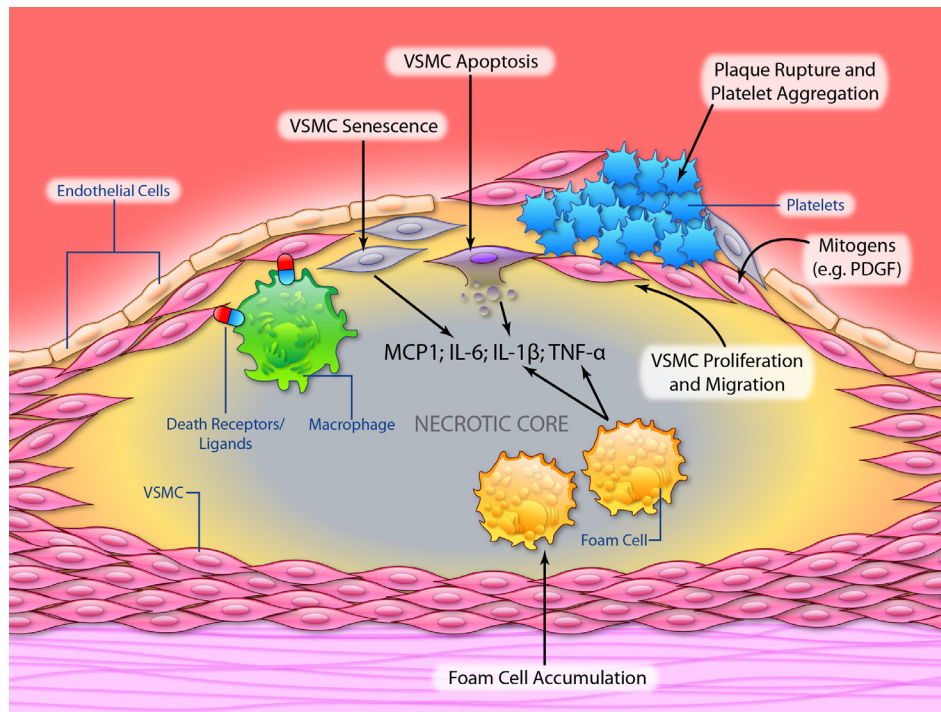 VSMC Apoptosis
Plaque Rupture and
Platelet Aggregation
VSMC Senescence
Endothelial Cells
Platelets
Mitogens
(e.g. PDGF)
MCP1; IL-6; IL-1β; TNF-α
VSMC Proliferation
and Migration
Death Receptors/
Ligands
Macrophage
NECROTIC CORE
VSMC
Foam Cell
Foam Cell Accumulation